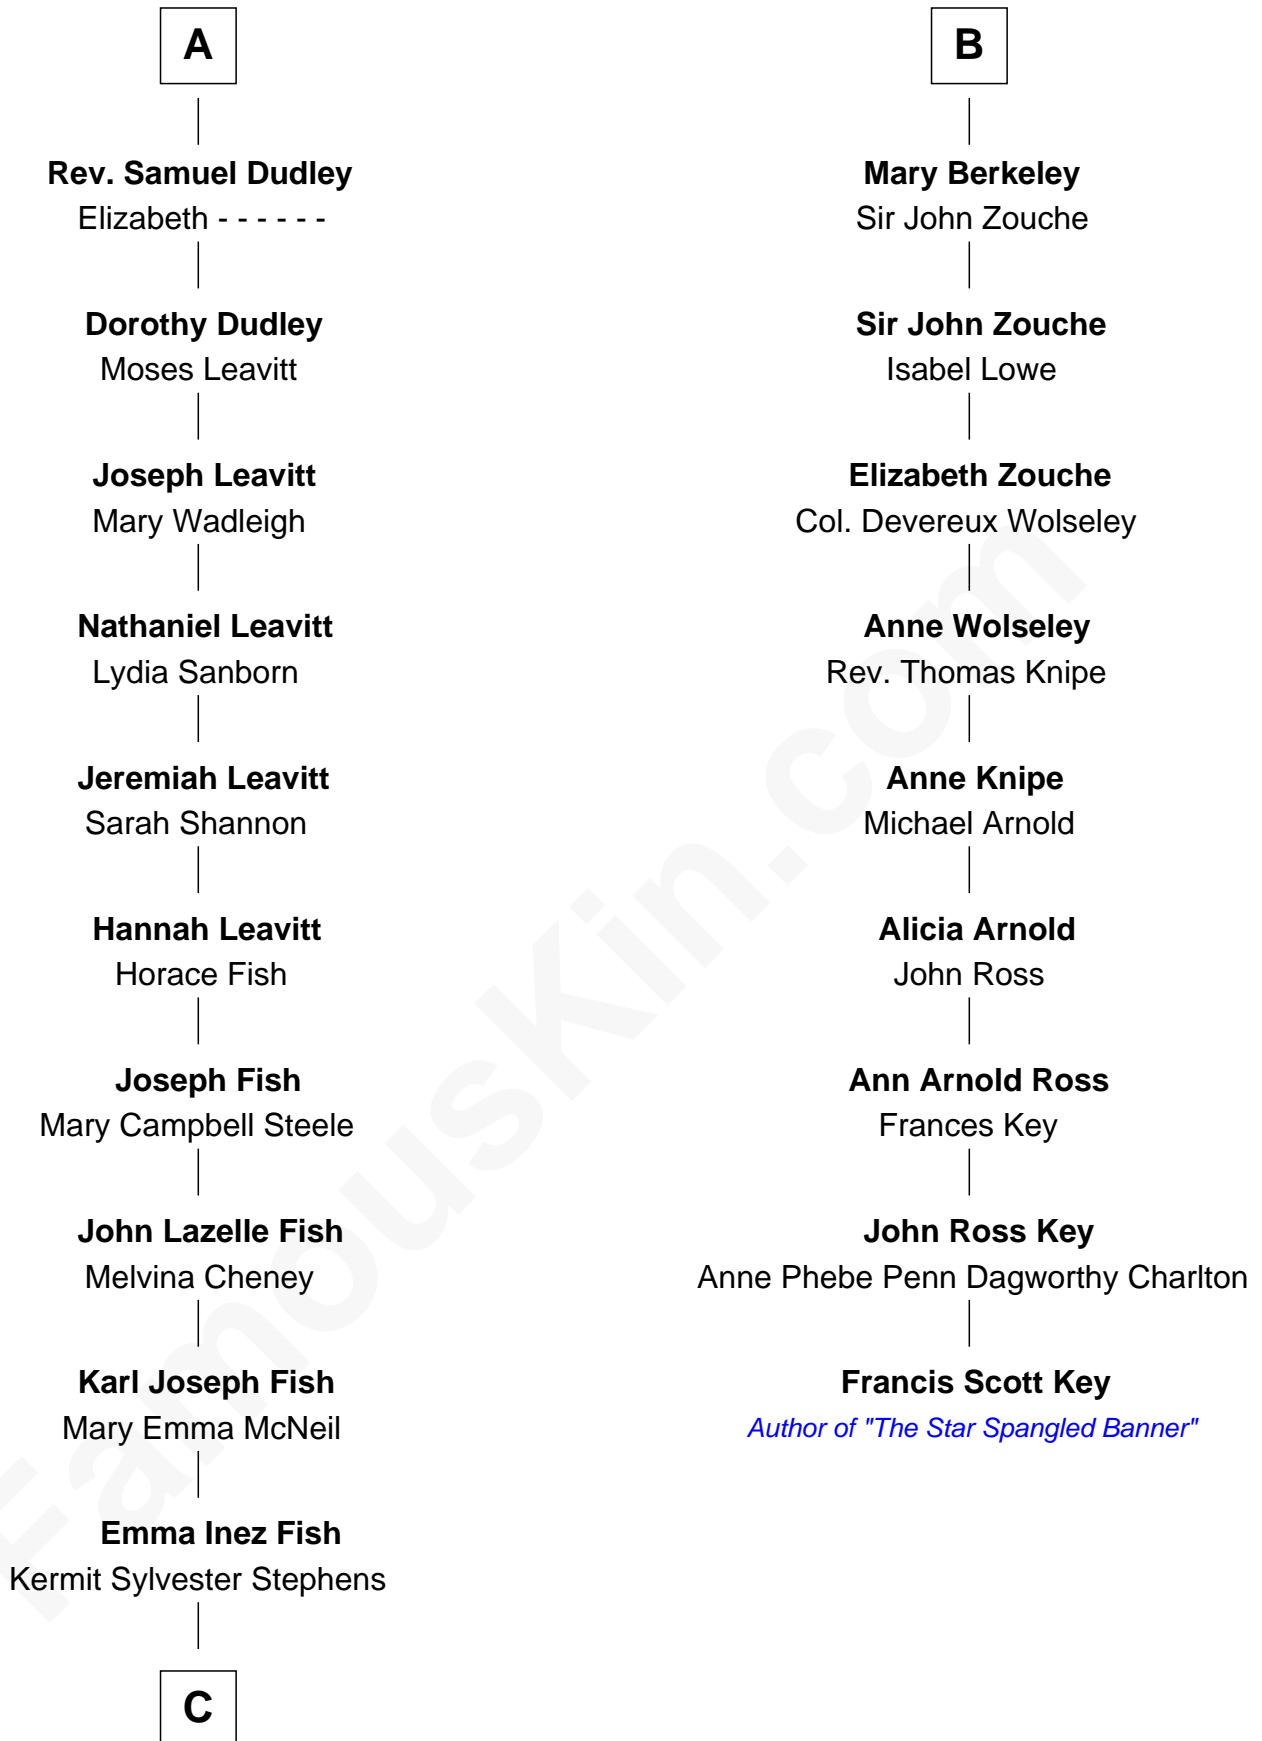 A
Rev. Samuel Dudley
Elizabeth - - - - - -
Dorothy Dudley
Moses Leavitt
Joseph Leavitt
Mary Wadleigh
Nathaniel Leavitt
Lydia Sanborn
Jeremiah Leavitt
Sarah Shannon
Hannah Leavitt
Horace Fish
Joseph Fish
Mary Campbell Steele
John Lazelle Fish
Melvina Cheney
Karl Joseph Fish
Mary Emma McNeil
Emma Inez Fish
Kermit Sylvester Stephens
C
B
Mary Berkeley
Sir John Zouche
Sir John Zouche
Isabel Lowe
Elizabeth Zouche
Col. Devereux Wolseley
Anne Wolseley
Rev. Thomas Knipe
Anne Knipe
Michael Arnold
Alicia Arnold
John Ross
Ann Arnold Ross
Frances Key
John Ross Key
Anne Phebe Penn Dagworthy Charlton
Francis Scott Key
Author of "The Star Spangled Banner"
FamousKin.com